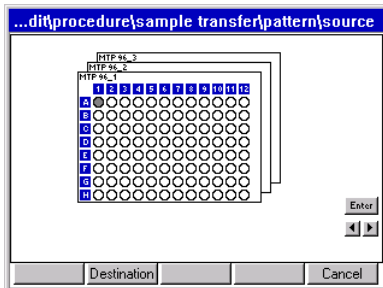 ...dit\procedure\sample transfer\pattern\source
MTP 96_3
MTP 96_2
MTP 96_1
1 2 3 4 5 6 7 8 9 10 11 12
A
B
C
D
E
F
G
H
Enter
Destination Cancel